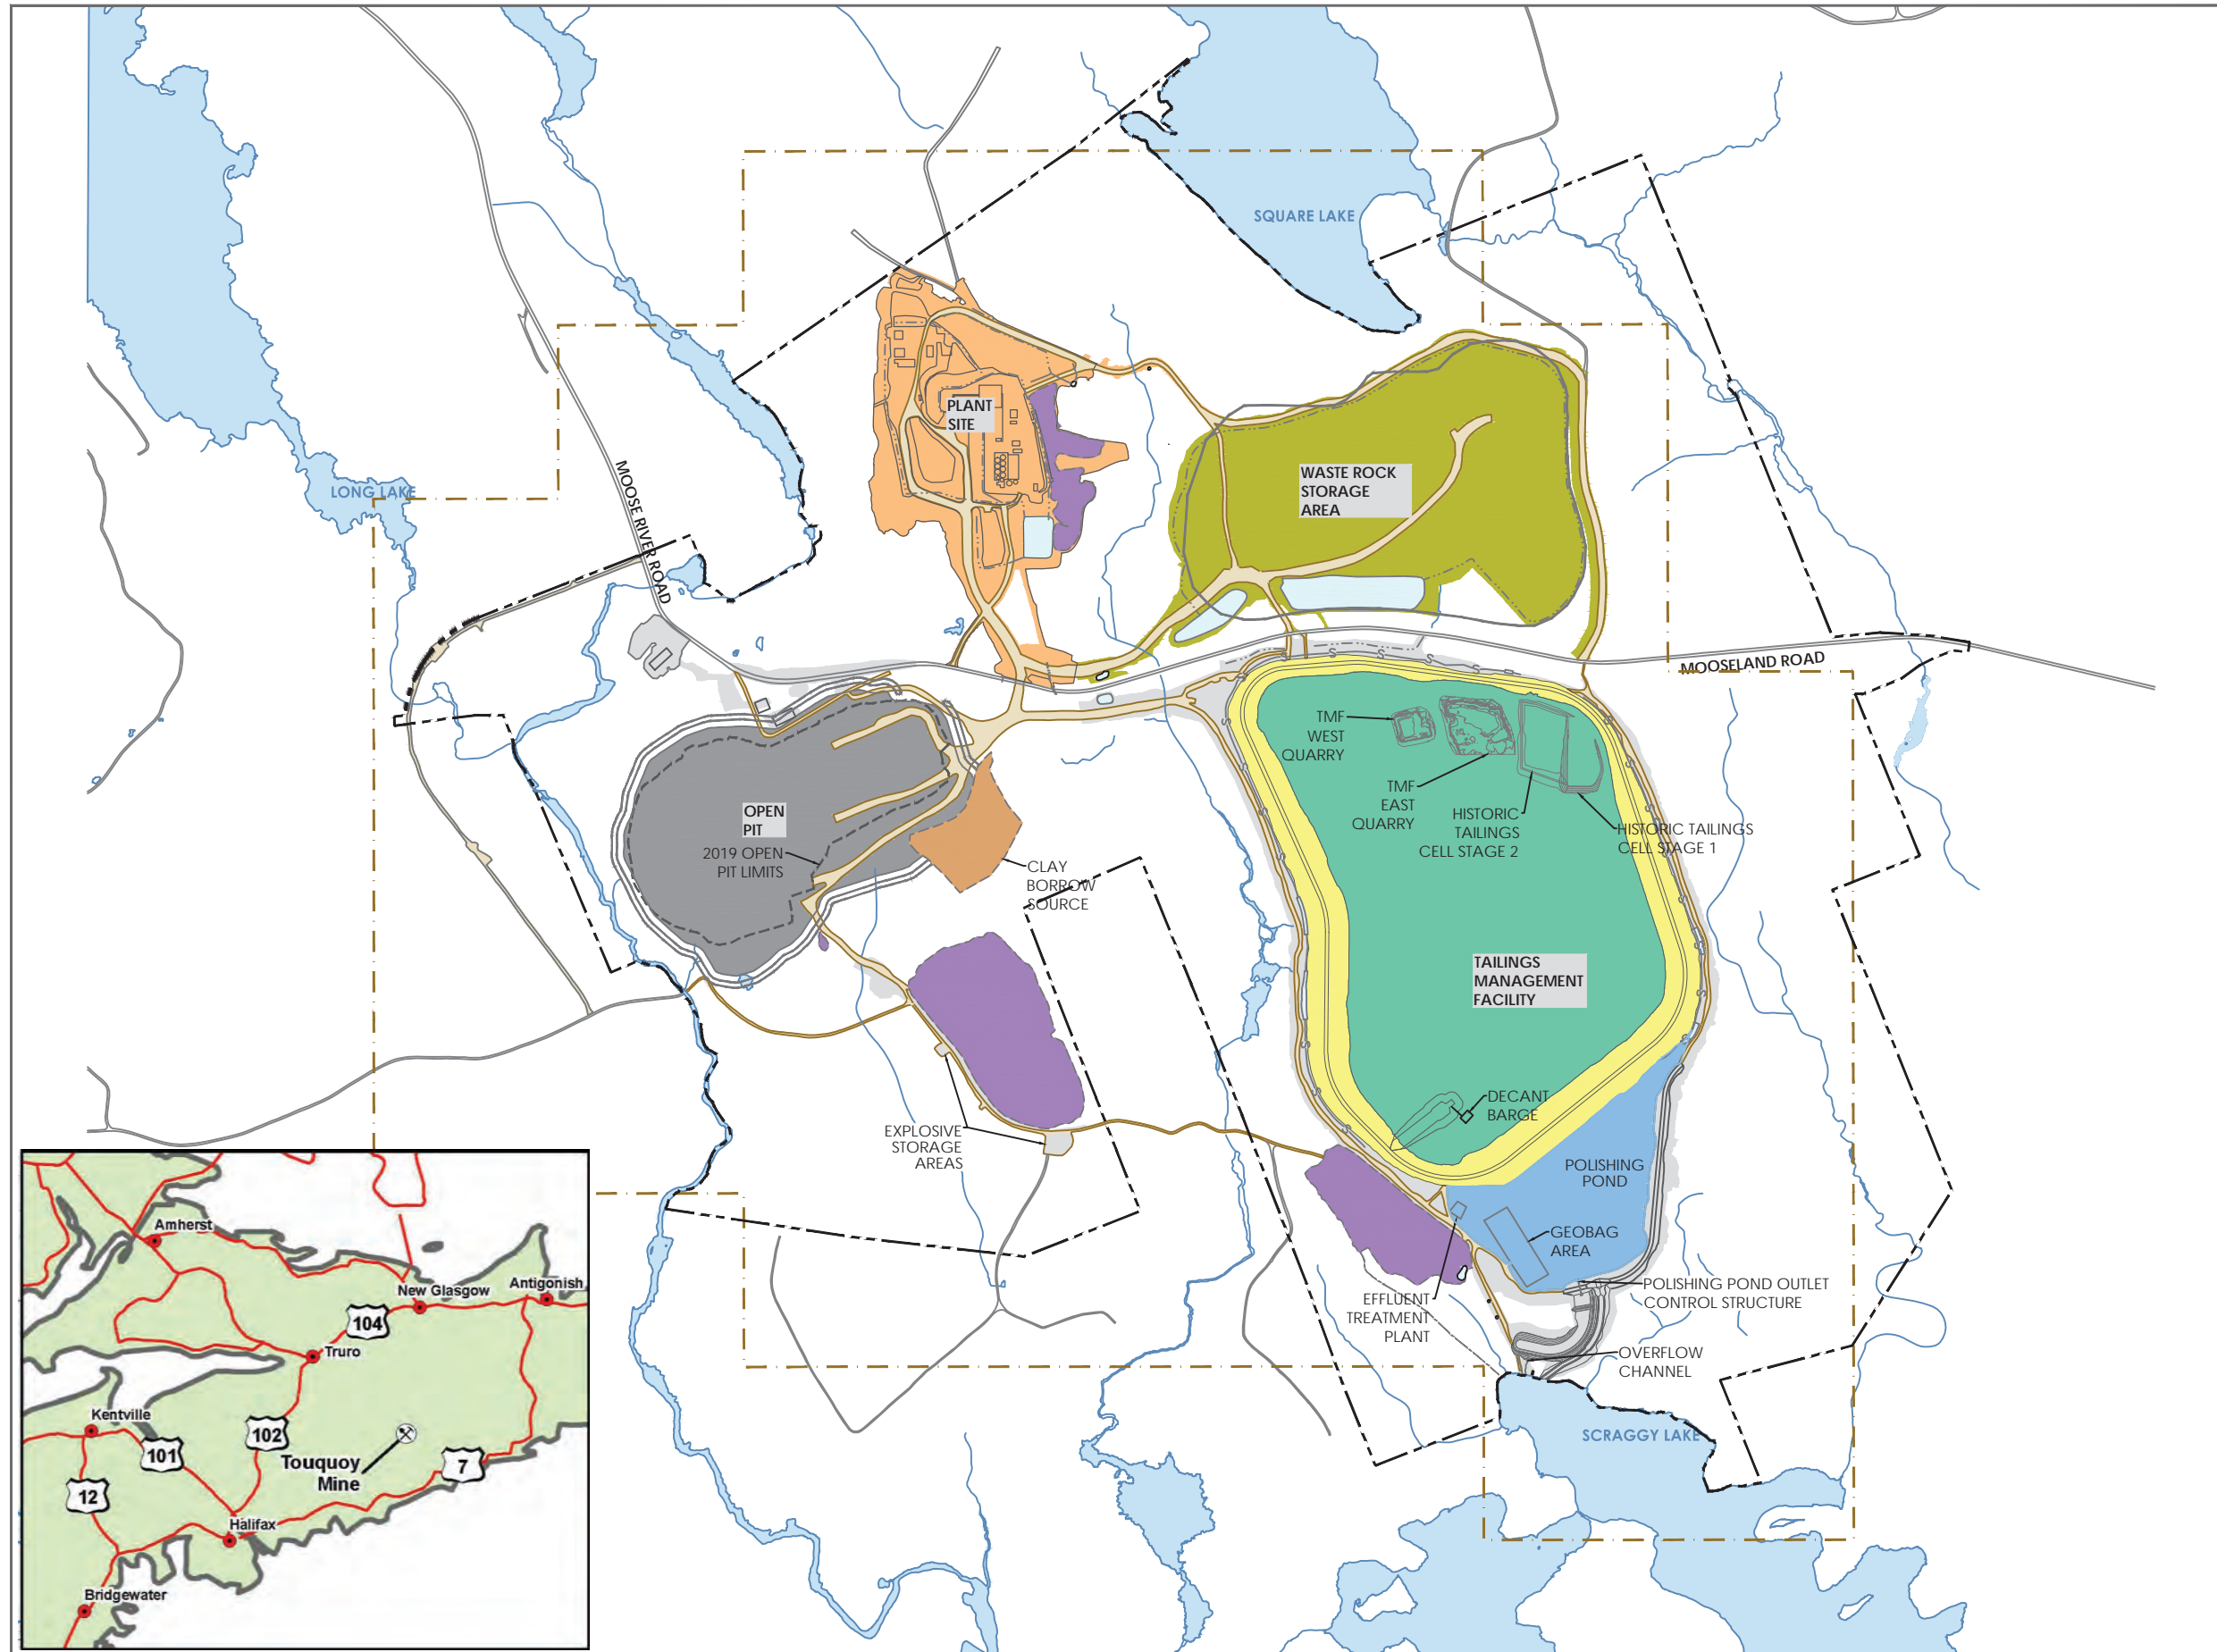 SQUARE LAKE
PLANT
SITE
WASTE ROCK
STORAGE
AREA
LONG LAKE
MOOSE RIVER ROAD
MOOSELAND ROAD
TMF
WEST
QUARRY
TMF
EAST
QUARRY
HISTORIC
TAILINGS
CELL STAGE 2
HISTORIC TAILINGS
CELL STAGE 1
OPEN
PIT
2019 OPEN
PIT LIMITS
CLAY
BORROW
SOURCE
TAILINGS
MANAGEMENT
FACILITY
DECANT
BARGE
EXPLOSIVE
STORAGE
AREAS
POLISHING
POND
GEOBAG
AREA
EFFLUENT
TREATMENT
PLANT
POLISHING POND OUTLET
CONTROL STRUCTURE
OVERFLOW
CHANNEL
SCRAGGY LAKE
Amherst
New Glasgow
Antigonish
104
Truro
Kentville
102
101
Touquoy
Mine
7
12
Halifax
Bridgewater